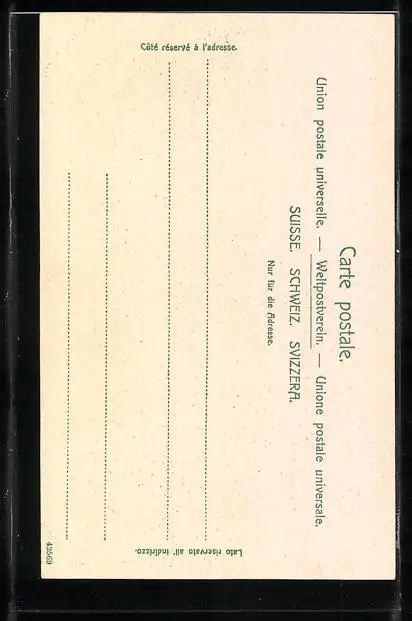 Carte postale.
Union postale universelle. — Weltpostverein. — Unione postale universale.
SUISSE. SCHWEIZ. SVIZZERA.
Nur für die Adresse.
Côté réservé à l'adresse.
Lato riservato all' indirizzo.
42569